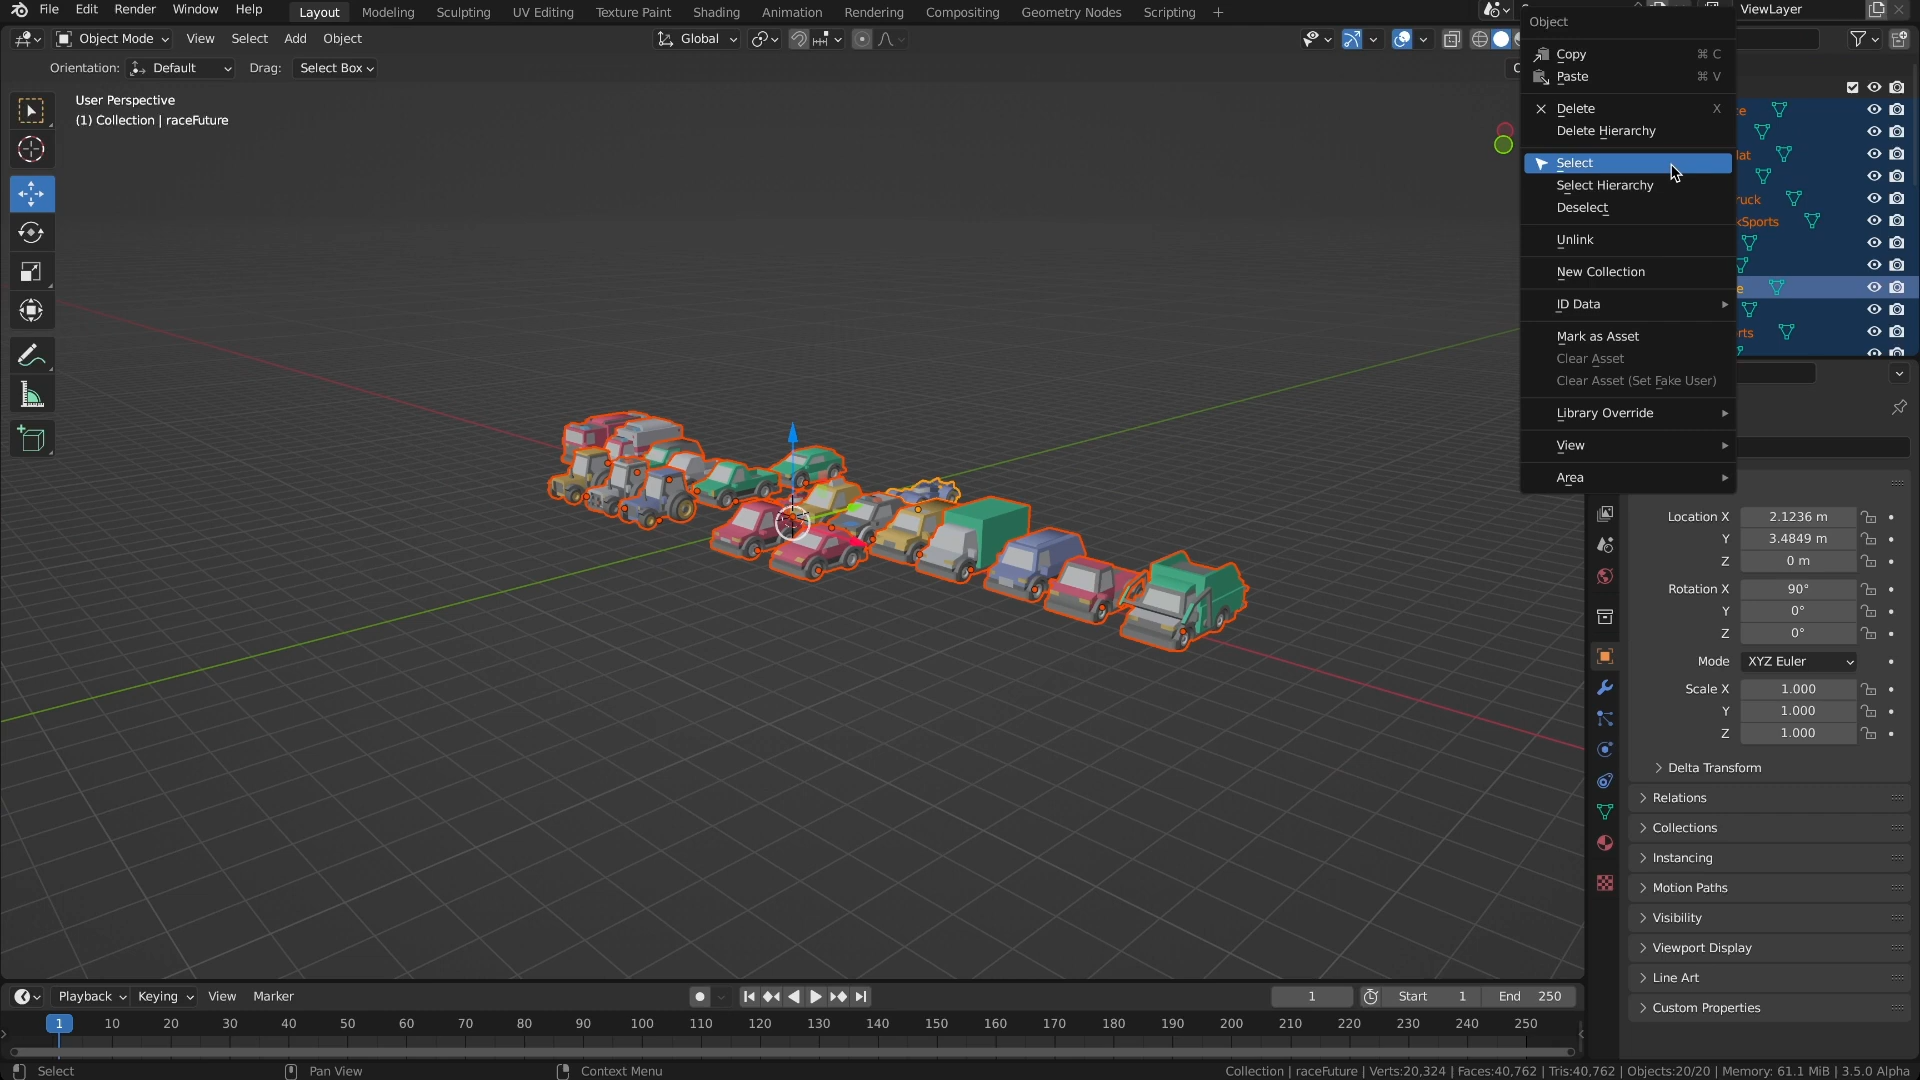 File Edit Render Window Help Layout Modeling Sculpting UV Editing Texture Paint Shading Animation Rendering Compositing Geometry Nodes Scripting + ViewLayer
Object Mode View Select Add Object Global
Orientation: Default Drag: Select Box
User Perspective
(1) Collection | raceFuture
Object
Copy ⌘ C
Paste ⌘ V
Delete X
Delete Hierarchy
Select
Select Hierarchy
Deselect
Unlink
New Collection
ID Data
Mark as Asset
Clear Asset
Clear Asset (Set Fake User)
Library Override
View
Area
lat
ruck
kSports
rts
Location X 2.1236 m
Y 3.4849 m
Z 0 m
Rotation X 90°
Y 0°
Z 0°
Mode XYZ Euler
Scale X 1.000
Y 1.000
Z 1.000
Delta Transform
Relations
Collections
Instancing
Motion Paths
Visibility
Viewport Display
Line Art
Custom Properties
Playback Keying View Marker 1 Start 1 End 250
1 10 20 30 40 50 60 70 80 90 100 110 120 130 140 150 160 170 180 190 200 210 220 230 240 250
Select Pan View Context Menu Collection | raceFuture | Verts:20,324 | Faces:40,762 | Tris:40,762 | Objects:20/20 | Memory: 61.1 MiB | 3.5.0 Alpha